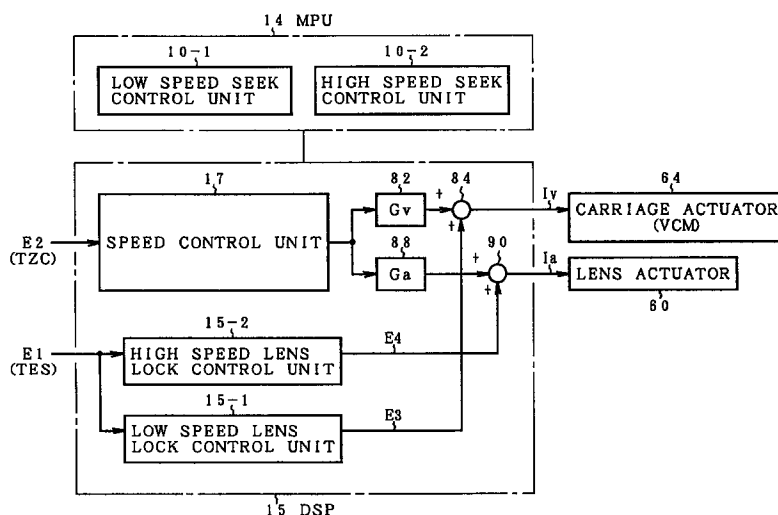 14 MPU
10-1
10-2
LOW SPEED SEEK
CONTROL UNIT
HIGH SPEED SEEK
CONTROL UNIT
17
82
84
Iv
64
E2
(TZC)
SPEED CONTROL UNIT
Gv
+
+
CARRIAGE ACTUATOR
(VCM)
88
90
Ia
Ga
+
+
LENS ACTUATOR
60
15-2
E1
(TES)
HIGH SPEED LENS
LOCK CONTROL UNIT
E4
15-1
LOW SPEED LENS
LOCK CONTROL UNIT
E3
15 DSP